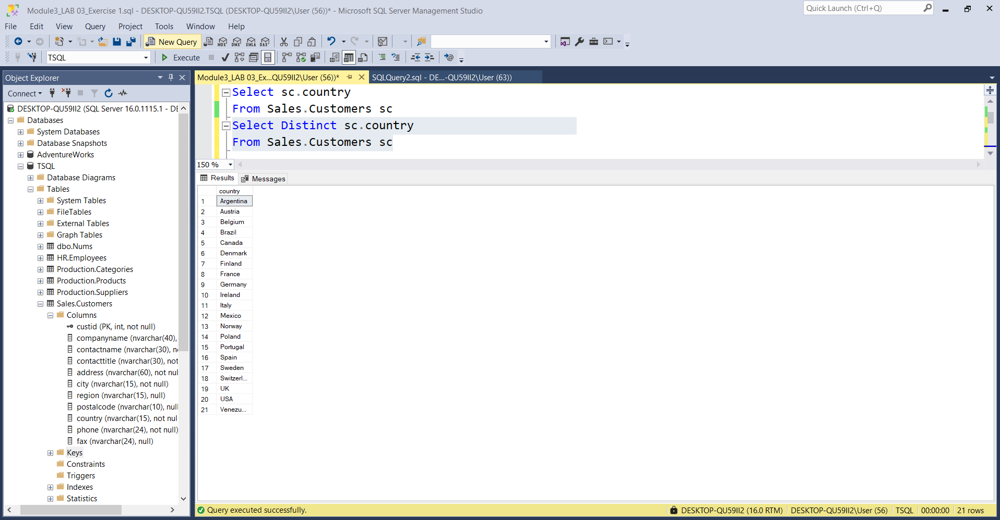 Module3_LAB 03_Exercise 1.sql - DESKTOP-QU59II2.TSQL (DESKTOP-QU59II2\User (56))* - Microsoft SQL Server Management Studio
Quick Launch (Ctrl+Q)
File Edit View Query Project Tools Window Help
New Query MDX DMX XMLA DAX
TSQL Execute
Object Explorer
Connect
DESKTOP-QU59II2 (SQL Server 16.0.1115.1 - DE
Databases
System Databases
Database Snapshots
AdventureWorks
TSQL
Database Diagrams
Tables
System Tables
FileTables
External Tables
Graph Tables
dbo.Nums
HR.Employees
Production.Categories
Production.Products
Production.Suppliers
Sales.Customers
Columns
custid (PK, int, not null)
companyname (nvarchar(40),
contactname (nvarchar(30), n
contacttitle (nvarchar(30), not
address (nvarchar(60), not nul
city (nvarchar(15), not null)
region (nvarchar(15), null)
postalcode (nvarchar(10), null
country (nvarchar(15), not nul
phone (nvarchar(24), not null)
fax (nvarchar(24), null)
Keys
Constraints
Triggers
Indexes
Statistics
Module3_LAB 03_Ex...QU59II2\User (56))* SQLQuery2.sql - DE...-QU59II2\User (63))
Select sc.country
From Sales.Customers sc
Select Distinct sc.country
From Sales.Customers sc
150 %
Results Messages
country
1 Argentina
2 Austria
3 Belgium
4 Brazil
5 Canada
6 Denmark
7 Finland
8 France
9 Germany
10 Ireland
11 Italy
12 Mexico
13 Norway
14 Poland
15 Portugal
16 Spain
17 Sweden
18 Switzerl...
19 UK
20 USA
21 Venezu...
Query executed successfully. DESKTOP-QU59II2 (16.0 RTM) DESKTOP-QU59II2\User (56) TSQL 00:00:00 21 rows